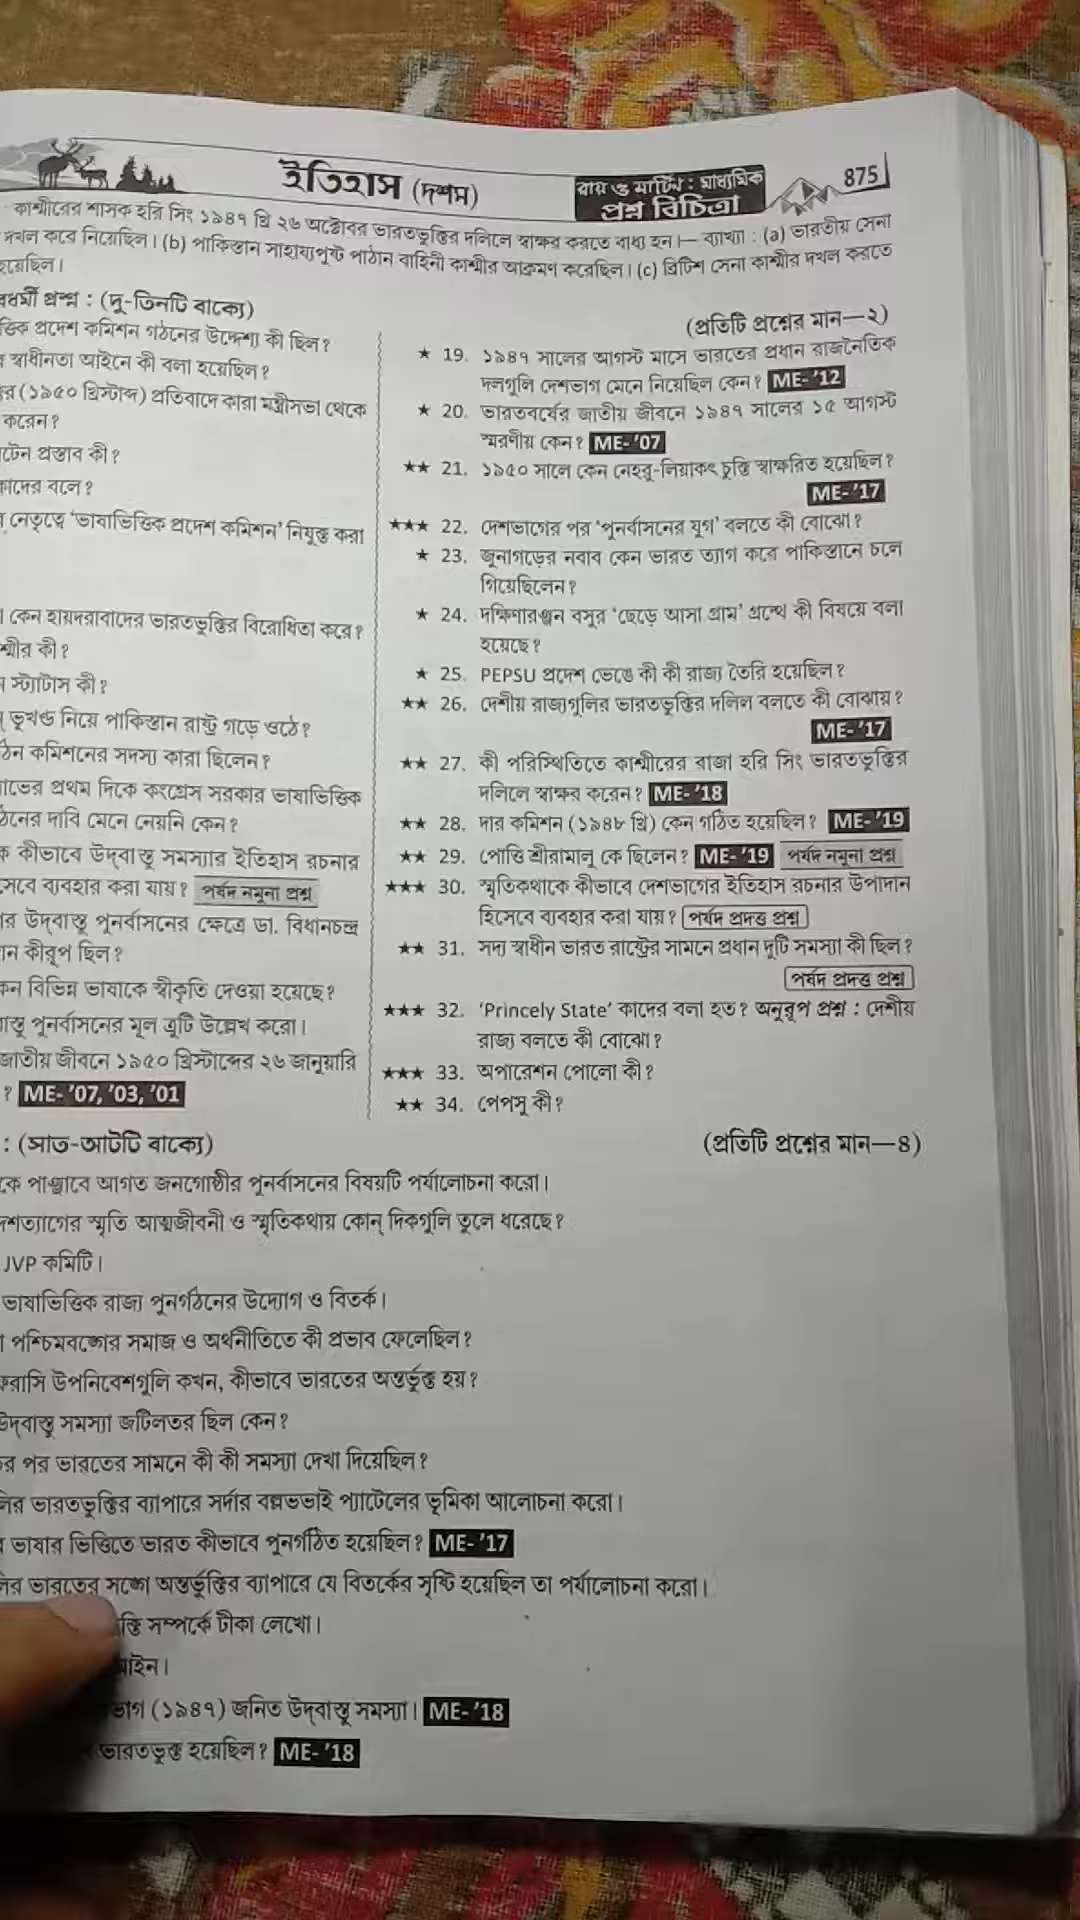 ইতিহাস (দশম)
রায় ও মার্টিন : মাধ্যমিক
প্রশ্ন বিচিত্রা
875
কাশ্মীরের শাসক হরি সিং ১৯৪৭ খ্রি ২৬ অক্টোবর ভারতভুক্তির দলিলে স্বাক্ষর করতে বাধ্য হন।— ব্যাখ্যা : (a) ভারতীয় সেনা
দখল করে নিয়েছিল। (b) পাকিস্তান সাহায্যপুষ্ট পাঠান বাহিনী কাশ্মীর আক্রমণ করেছিল। (c) ব্রিটিশ সেনা কাশ্মীর দখল করতে
হয়েছিল।
প্রশ্ন : (দু-তিনটি বাক্যে)
(প্রতিটি প্রশ্নের মান—২)
প্রদেশ কমিশন গঠনের উদ্দেশ্য কী ছিল?
স্বাধীনতা আইনে কী বলা হয়েছিল?
(১৯৫০ খ্রিস্টাব্দ) প্রতিবাদে কারা মন্ত্রীসভা থেকে
করেন?
প্রস্তাব কী?
কাদের বলে?
নেতৃত্বে ‘ভাষাভিত্তিক প্রদেশ কমিশন’ নিযুক্ত করা
কেন হায়দরাবাদের ভারতভুক্তির বিরোধিতা করে?
কী?
স্ট্যাটাস কী?
ভূখণ্ড নিয়ে পাকিস্তান রাষ্ট্র গড়ে ওঠে?
কমিশনের সদস্য কারা ছিলেন?
প্রথম দিকে কংগ্রেস সরকার ভাষাভিত্তিক
দাবি মেনে নেয়নি কেন?
কীভাবে উদ্‌বাস্তু সমস্যার ইতিহাস রচনার
ব্যবহার করা যায়? পর্ষদ নমুনা প্রশ্ন
উদ্‌বাস্তু পুনর্বাসনের ক্ষেত্রে ডা. বিধানচন্দ্র
কীরূপ ছিল?
বিভিন্ন ভাষাকে স্বীকৃতি দেওয়া হয়েছে?
পুনর্বাসনের মূল ত্রুটি উল্লেখ করো।
জাতীয় জীবনে ১৯৫০ খ্রিস্টাব্দের ২৬ জানুয়ারি
? ME- ’07, ’03, ’01
★ 19. ১৯৪৭ সালের আগস্ট মাসে ভারতের প্রধান রাজনৈতিক
দলগুলি দেশভাগ মেনে নিয়েছিল কেন? ME- ’12
★ 20. ভারতবর্ষের জাতীয় জীবনে ১৯৪৭ সালের ১৫ আগস্ট
স্মরণীয় কেন? ME- ’07
★★ 21. ১৯৫০ সালে কেন নেহরু-লিয়াকৎ চুক্তি স্বাক্ষরিত হয়েছিল?
ME- ’17
★★★ 22. দেশভাগের পর ‘পুনর্বাসনের যুগ’ বলতে কী বোঝো?
★ 23. জুনাগড়ের নবাব কেন ভারত ত্যাগ করে পাকিস্তানে চলে
গিয়েছিলেন?
★ 24. দক্ষিণারঞ্জন বসুর ‘ছেড়ে আসা গ্রাম’ গ্রন্থে কী বিষয়ে বলা
হয়েছে?
★ 25. PEPSU প্রদেশ ভেঙে কী কী রাজ্য তৈরি হয়েছিল?
★★ 26. দেশীয় রাজ্যগুলির ভারতভুক্তির দলিল বলতে কী বোঝায়?
ME- ’17
★★ 27. কী পরিস্থিতিতে কাশ্মীরের রাজা হরি সিং ভারতভুক্তির
দলিলে স্বাক্ষর করেন? ME- ’18
★★ 28. দার কমিশন (১৯৪৮ খ্রি) কেন গঠিত হয়েছিল? ME- ’19
★★ 29. পোত্তি শ্রীরামালু কে ছিলেন? ME- ’19 পর্ষদ নমুনা প্রশ্ন
★★★ 30. স্মৃতিকথাকে কীভাবে দেশভাগের ইতিহাস রচনার উপাদান
হিসেবে ব্যবহার করা যায়? পর্ষদ প্রদত্ত প্রশ্ন
★★ 31. সদ্য স্বাধীন ভারত রাষ্ট্রের সামনে প্রধান দুটি সমস্যা কী ছিল?
পর্ষদ প্রদত্ত প্রশ্ন
★★★ 32. ‘Princely State’ কাদের বলা হত? অনুরূপ প্রশ্ন : দেশীয়
রাজ্য বলতে কী বোঝো?
★★★ 33. অপারেশন পোলো কী?
★★ 34. পেপসু কী?
: (সাত-আটটি বাক্যে)
(প্রতিটি প্রশ্নের মান—৪)
পাঞ্জাবে আগত জনগোষ্ঠীর পুনর্বাসনের বিষয়টি পর্যালোচনা করো।
স্মৃতি আত্মজীবনী ও স্মৃতিকথায় কোন্ দিকগুলি তুলে ধরেছে?
JVP কমিটি।
ভাষাভিত্তিক রাজ্য পুনর্গঠনের উদ্যোগ ও বিতর্ক।
পশ্চিমবঙ্গের সমাজ ও অর্থনীতিতে কী প্রভাব ফেলেছিল?
উপনিবেশগুলি কখন, কীভাবে ভারতের অন্তর্ভুক্ত হয়?
উদ্‌বাস্তু সমস্যা জটিলতর ছিল কেন?
পর ভারতের সামনে কী কী সমস্যা দেখা দিয়েছিল?
ভারতভুক্তির ব্যাপারে সর্দার বল্লভভাই প্যাটেলের ভূমিকা আলোচনা করো।
ভাষার ভিত্তিতে ভারত কীভাবে পুনর্গঠিত হয়েছিল? ME- ’17
ভারতের সঙ্গে অন্তর্ভুক্তির ব্যাপারে যে বিতর্কের সৃষ্টি হয়েছিল তা পর্যালোচনা করো।
সম্পর্কে টীকা লেখো।
(১৯৪৭) জনিত উদ্‌বাস্তু সমস্যা। ME- ’18
ভারতভুক্ত হয়েছিল? ME- ’18